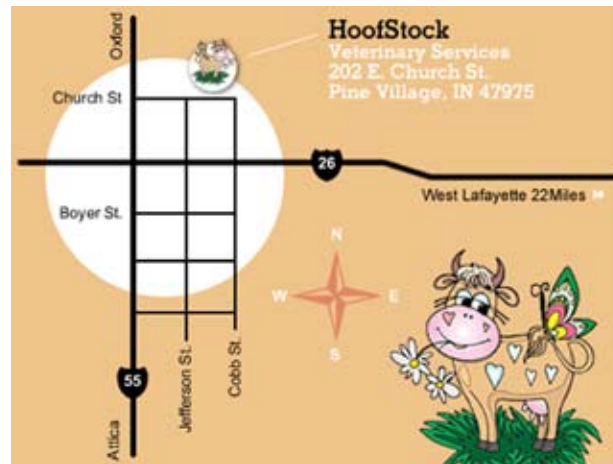 HoofStock
Veterinary Services
202 E. Church St.
Pine Village, IN 47975
Oxford
Church St
26
West Lafayette 22Miles »
Boyer St.
N
W E
S
55
Jefferson St.
Cobb St.
Attica